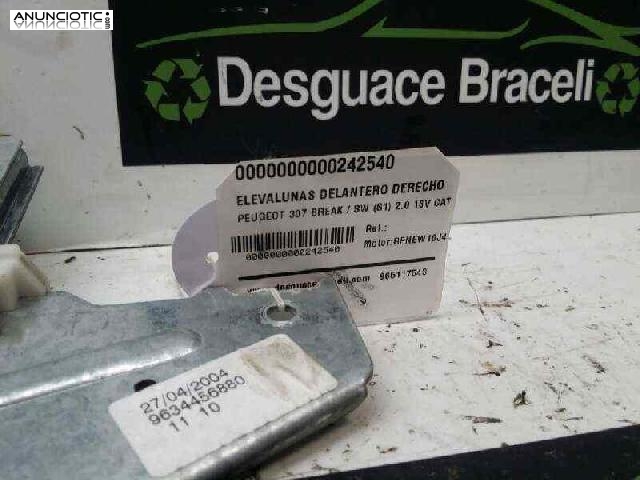 ANUNCIOTIC
Desguace Braceli
0000000000242540
ELEVALUNAS DELANTERO DERECHO
PEUGEOT 307 BREAK / SW (S1) 2.0 16V CAT
Ref.:
0000000000242540
27/04/2004
9634456880
11 10